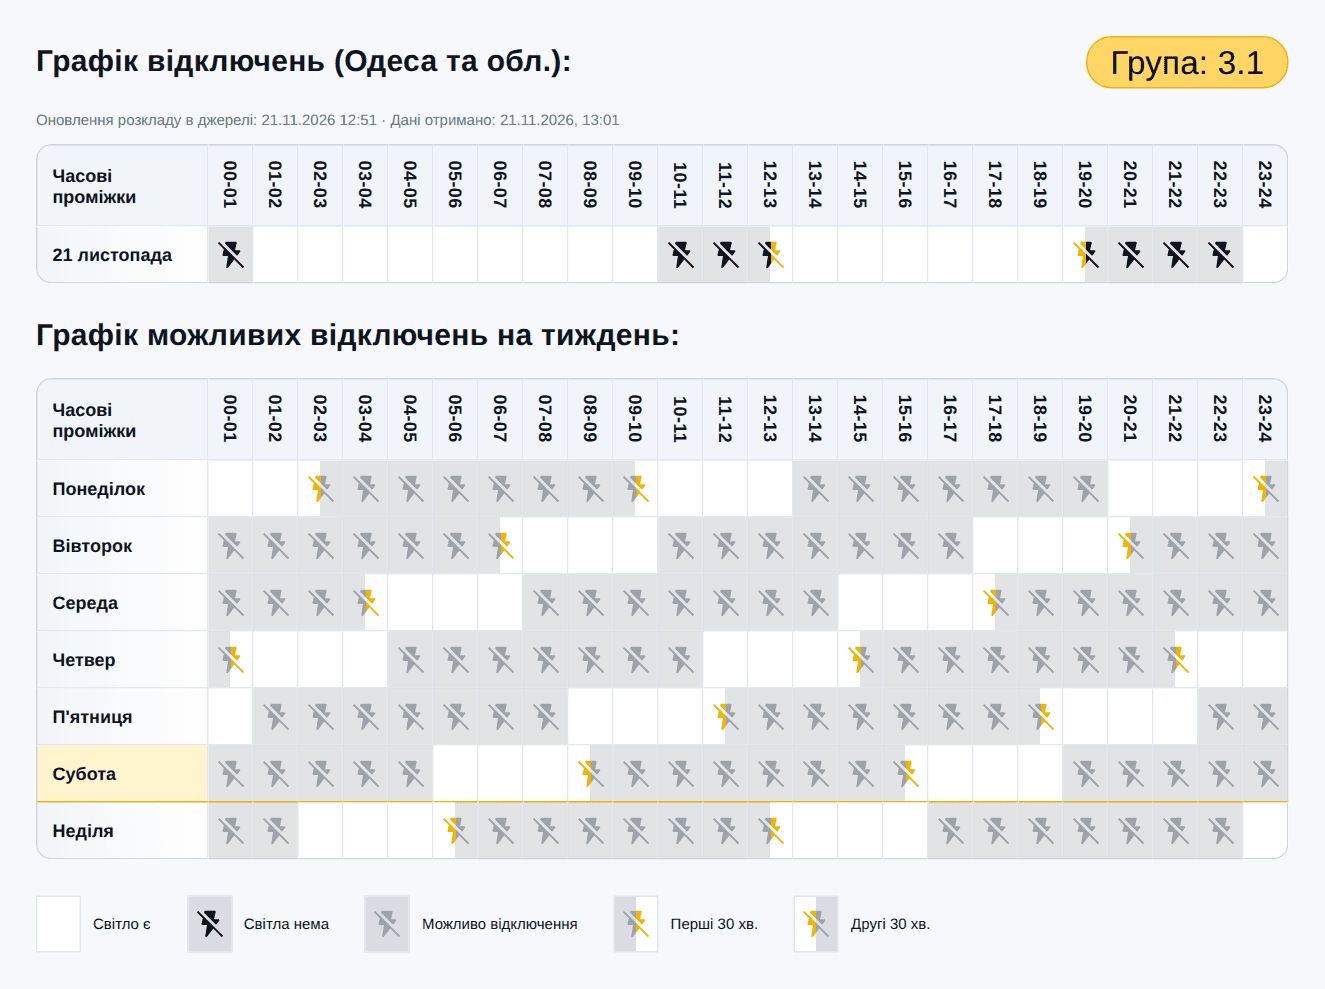 Графік відключень (Одеса та обл.):
Група: 3.1
Оновлення розкладу в джерелі: 21.11.2026 12:51 · Дані отримано: 21.11.2026, 13:01
Часові
проміжки
00-01 01-02 02-03 03-04 04-05 05-06 06-07 07-08 08-09 09-10 10-11 11-12 12-13 13-14 14-15 15-16 16-17 17-18 18-19 19-20 20-21 21-22 22-23 23-24
21 листопада
Графік можливих відключень на тиждень:
Часові
проміжки
00-01 01-02 02-03 03-04 04-05 05-06 06-07 07-08 08-09 09-10 10-11 11-12 12-13 13-14 14-15 15-16 16-17 17-18 18-19 19-20 20-21 21-22 22-23 23-24
Понеділок
Вівторок
Середа
Четвер
П'ятниця
Субота
Неділя
Світло є
Світла нема
Можливо відключення
Перші 30 хв.
Другі 30 хв.